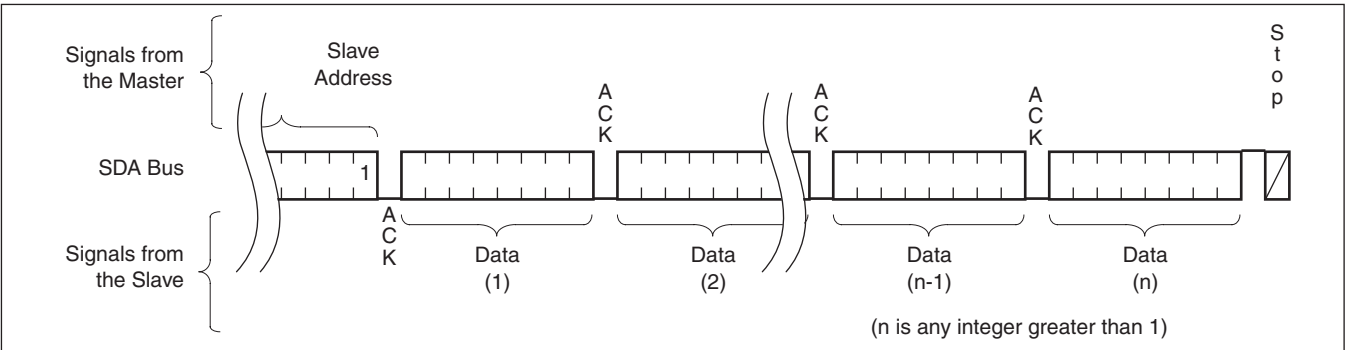 Signals from
the Master
Slave
Address
S
t
o
p
A
C
K
A
C
K
A
C
K
SDA Bus
1
A
C
K
Signals from
the Slave
Data
(1)
Data
(2)
Data
(n-1)
Data
(n)
(n is any integer greater than 1)